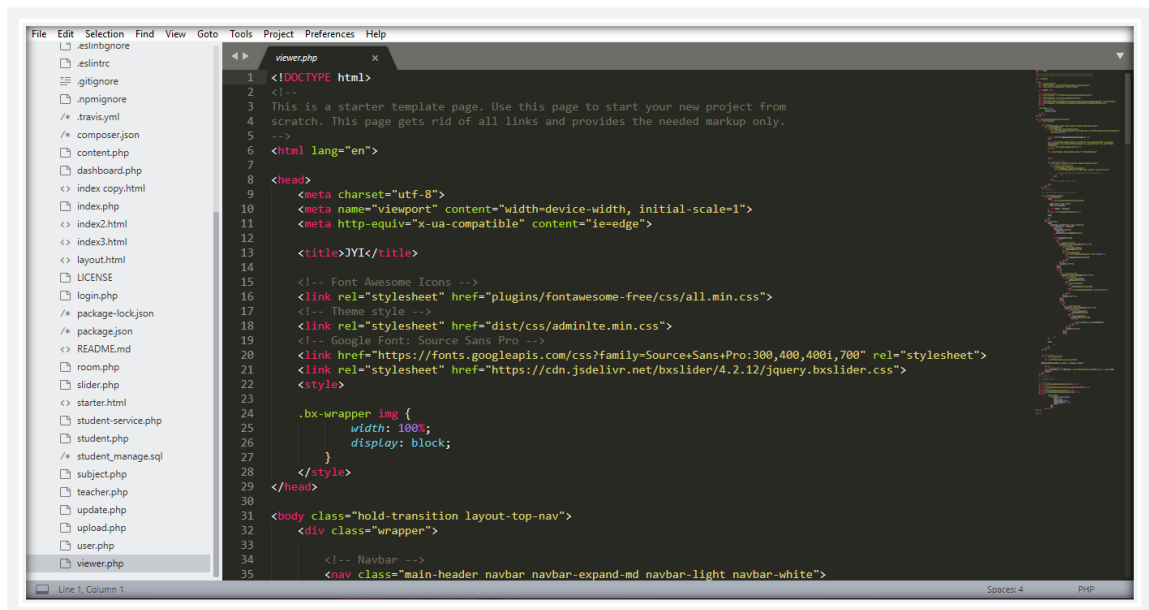 File Edit Selection Find View Goto Tools Project Preferences Help
.eslintignore
.eslintrc
.gitignore
.npmignore
.travis.yml
composer.json
content.php
dashboard.php
index copy.html
index.php
index2.html
index3.html
layout.html
LICENSE
login.php
package-lock.json
package.json
README.md
room.php
slider.php
starter.html
student-service.php
student.php
student_manage.sql
subject.php
teacher.php
update.php
upload.php
user.php
viewer.php
viewer.php ×
1 <!DOCTYPE html>
2 <!--
3 This is a starter template page. Use this page to start your new project from
4 scratch. This page gets rid of all links and provides the needed markup only.
5 -->
6 <html lang="en">
7
8 <head>
9 <meta charset="utf-8">
10 <meta name="viewport" content="width=device-width, initial-scale=1">
11 <meta http-equiv="x-ua-compatible" content="ie=edge">
12
13 <title>JYI</title>
14
15 <!-- Font Awesome Icons -->
16 <link rel="stylesheet" href="plugins/fontawesome-free/css/all.min.css">
17 <!-- Theme style -->
18 <link rel="stylesheet" href="dist/css/adminlte.min.css">
19 <!-- Google Font: Source Sans Pro -->
20 <link href="https://fonts.googleapis.com/css?family=Source+Sans+Pro:300,400,400i,700" rel="stylesheet">
21 <link rel="stylesheet" href="https://cdn.jsdelivr.net/bxslider/4.2.12/jquery.bxslider.css">
22 <style>
23
24 .bx-wrapper img {
25 width: 100%;
26 display: block;
27 }
28 </style>
29 </head>
30
31 <body class="hold-transition layout-top-nav">
32 <div class="wrapper">
33
34 <!-- Navbar -->
35 <nav class="main-header navbar navbar-expand-md navbar-light navbar-white">
Line 1, Column 1 Spaces: 4 PHP